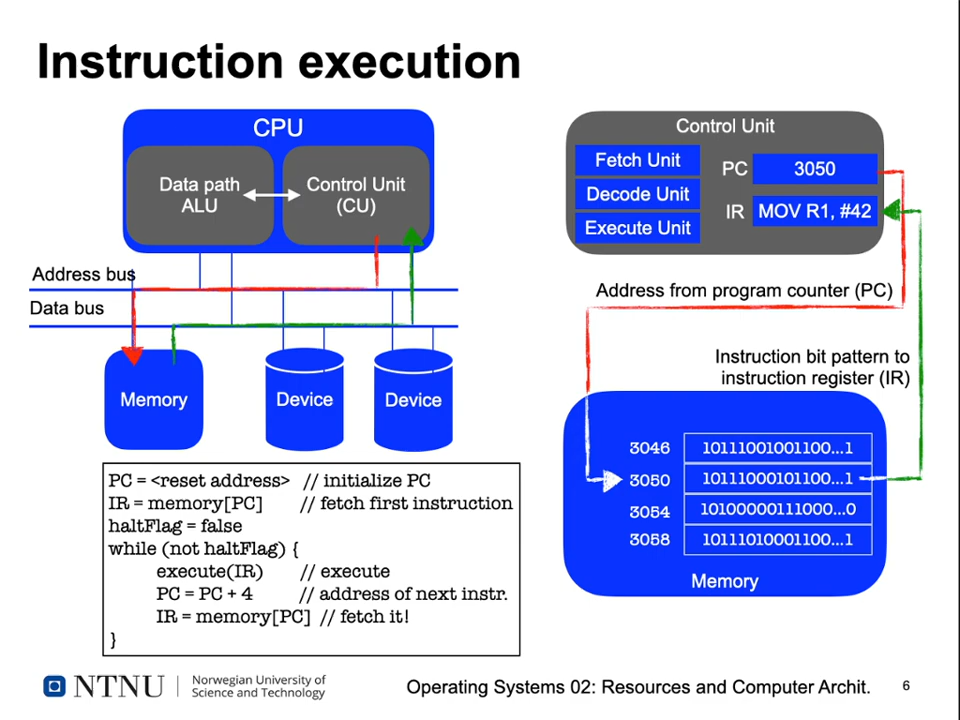 Instruction execution
CPU
Data path
ALU
Control Unit
(CU)
Address bus
Data bus
Memory
Device
Device
Control Unit
Fetch Unit
Decode Unit
Execute Unit
PC
3050
IR
MOV R1, #42
Address from program counter (PC)
Instruction bit pattern to
instruction register (IR)
3046 10111001001100...1
3050 10111000101100...1
3054 10100000111000...0
3058 10111010001100...1
Memory
PC = <reset address> // initialize PC
IR = memory[PC] // fetch first instruction
haltFlag = false
while (not haltFlag) {
execute(IR) // execute
PC = PC + 4 // address of next instr.
IR = memory[PC] // fetch it!
}
NTNU
Norwegian University of
Science and Technology
Operating Systems 02: Resources and Computer Archit.
6